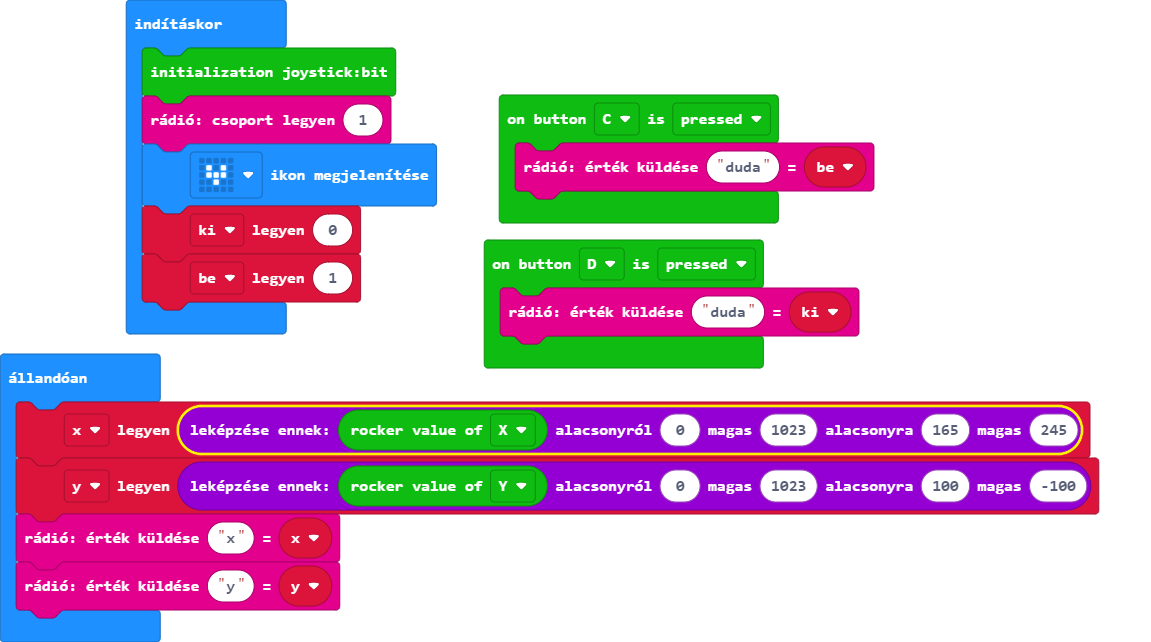 indításkor
initialization joystick:bit
rádió: csoport legyen 1
ikon megjelenítése
ki legyen 0
be legyen 1
on button C is pressed
rádió: érték küldése "duda" = be
on button D is pressed
rádió: érték küldése "duda" = ki
állandóan
x legyen leképzése ennek: rocker value of X alacsonyról 0 magas 1023 alacsonyra 165 magas 245
y legyen leképzése ennek: rocker value of Y alacsonyról 0 magas 1023 alacsonyra 100 magas -100
rádió: érték küldése "x" = x
rádió: érték küldése "y" = y